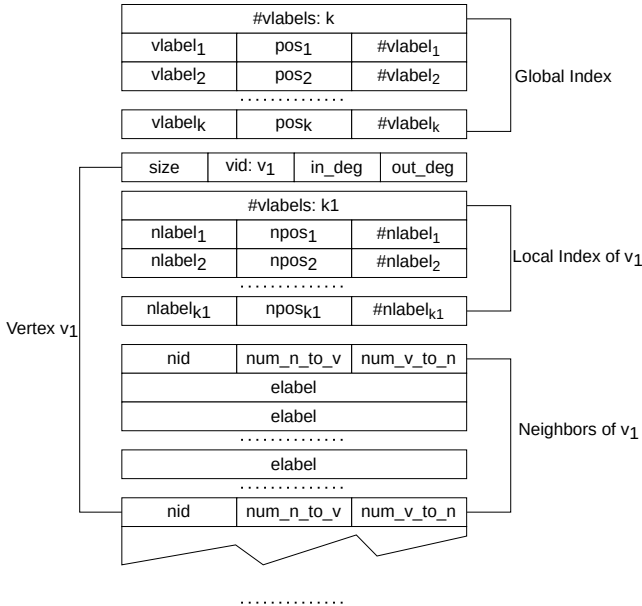 #vlabels: k
vlabel1 pos1 #vlabel1
vlabel2 pos2 #vlabel2
Global Index
..............
vlabelk posk #vlabelk
size vid: v1 in_deg out_deg
#vlabels: k1
nlabel1 npos1 #nlabel1
Local Index of v1
nlabel2 npos2 #nlabel2
..............
nlabelk1 nposk1 #nlabelk1
Vertex v1
nid num_n_to_v num_v_to_n
elabel
elabel
Neighbors of v1
..............
elabel
..............
nid num_n_to_v num_v_to_n
..............